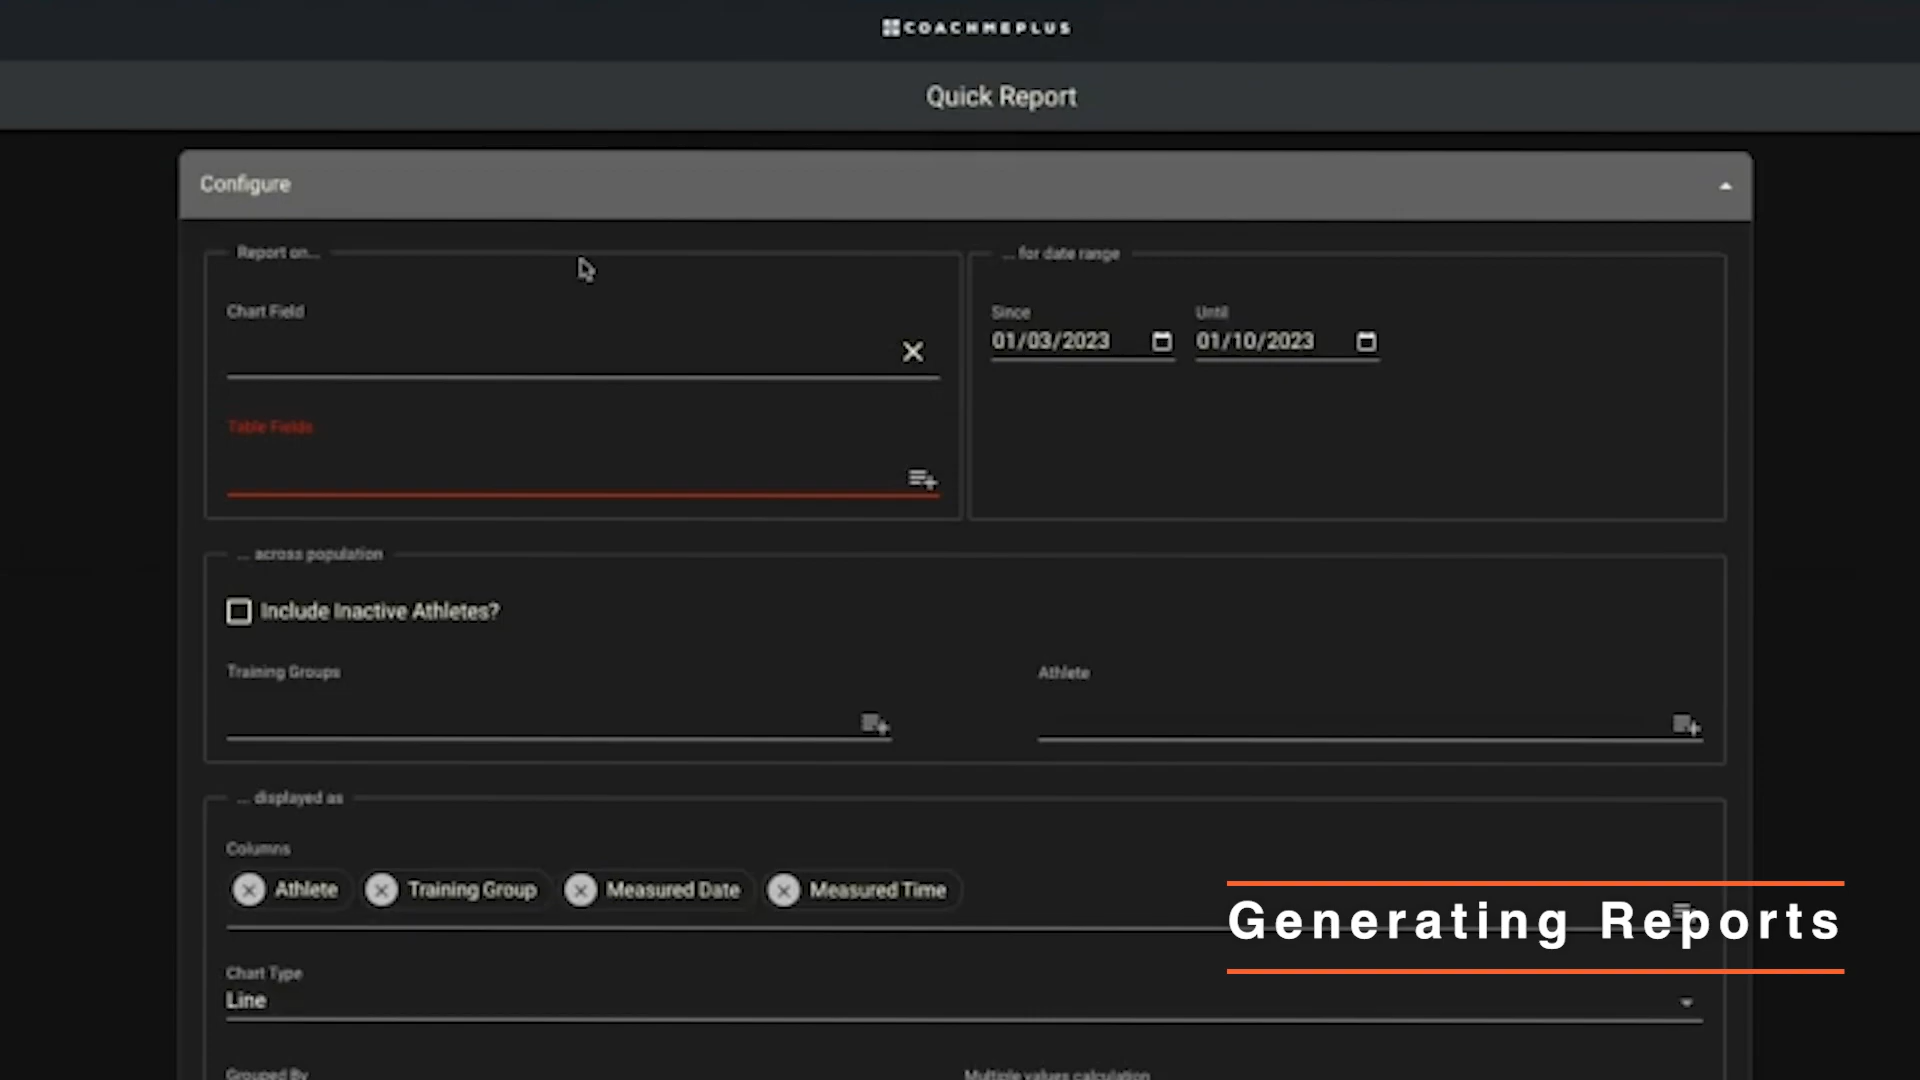 COACHMEPLUS
Quick Report
Configure
Report on...
... for date range
Chart Field
Since
Until
01/03/2023
01/10/2023
Table Fields
... across population
Include Inactive Athletes?
Training Groups
Athlete
... displayed as
Columns
Athlete
Training Group
Measured Date
Measured Time
Generating Reports
Chart Type
Line
Grouped By
Multiple values calculation